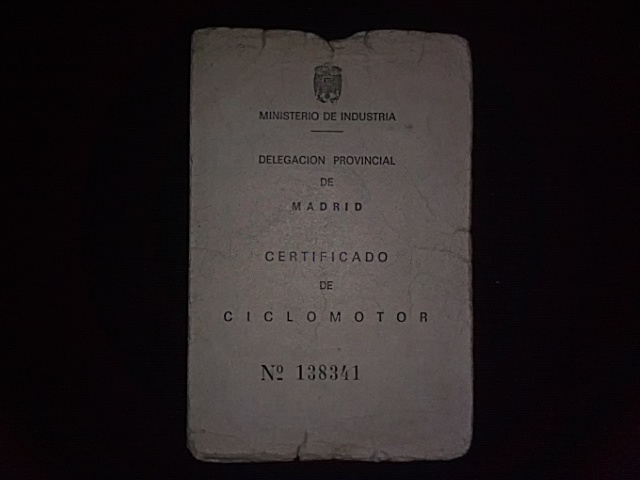 MINISTERIO DE INDUSTRIA
DELEGACION PROVINCIAL
DE
MADRID
CERTIFICADO
DE
CICLOMOTOR
Nº 138341